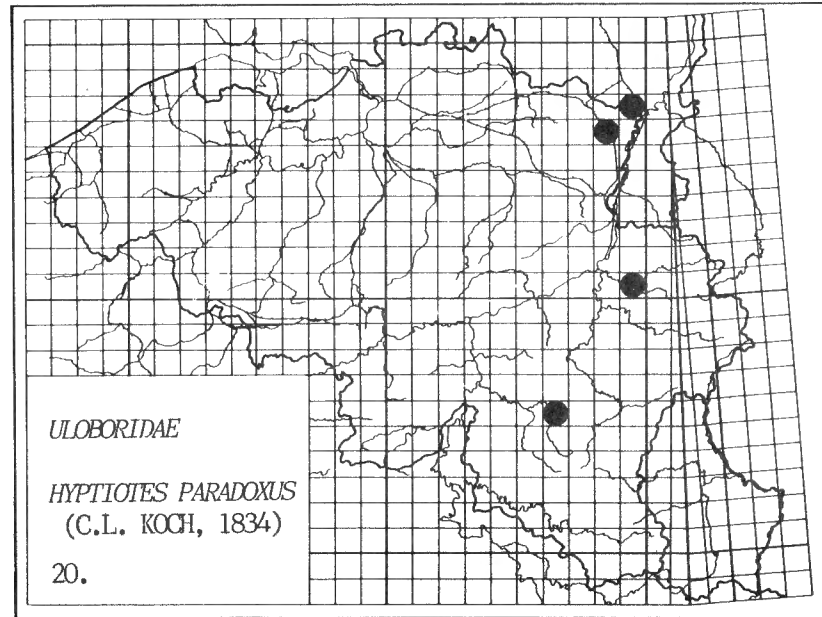 ULOBORIDAE
HYPTIOTES PARADOXUS
(C.L. KOCH, 1834)
20.